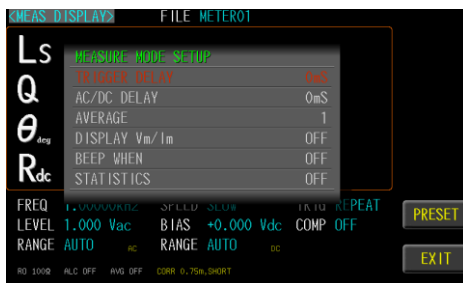 <MEAS DISPLAY> FILE METER01
Ls
MEASURE MODE SETUP
TRIGGER DELAY 0mS
Q
AC/DC DELAY 0mS
AVERAGE 1
θdeg
DISPLAY Vm/Im OFF
BEEP WHEN OFF
Rdc
STATISTICS OFF
FREQ 1.00000kHz SPEED SLOW TRIG REPEAT
PRESET
LEVEL 1.000 Vac BIAS +0.000 Vdc COMP OFF
RANGE AUTO AC RANGE AUTO DC
EXIT
RO 100Ω ALC OFF AVG OFF CORR 0.75m,SHORT